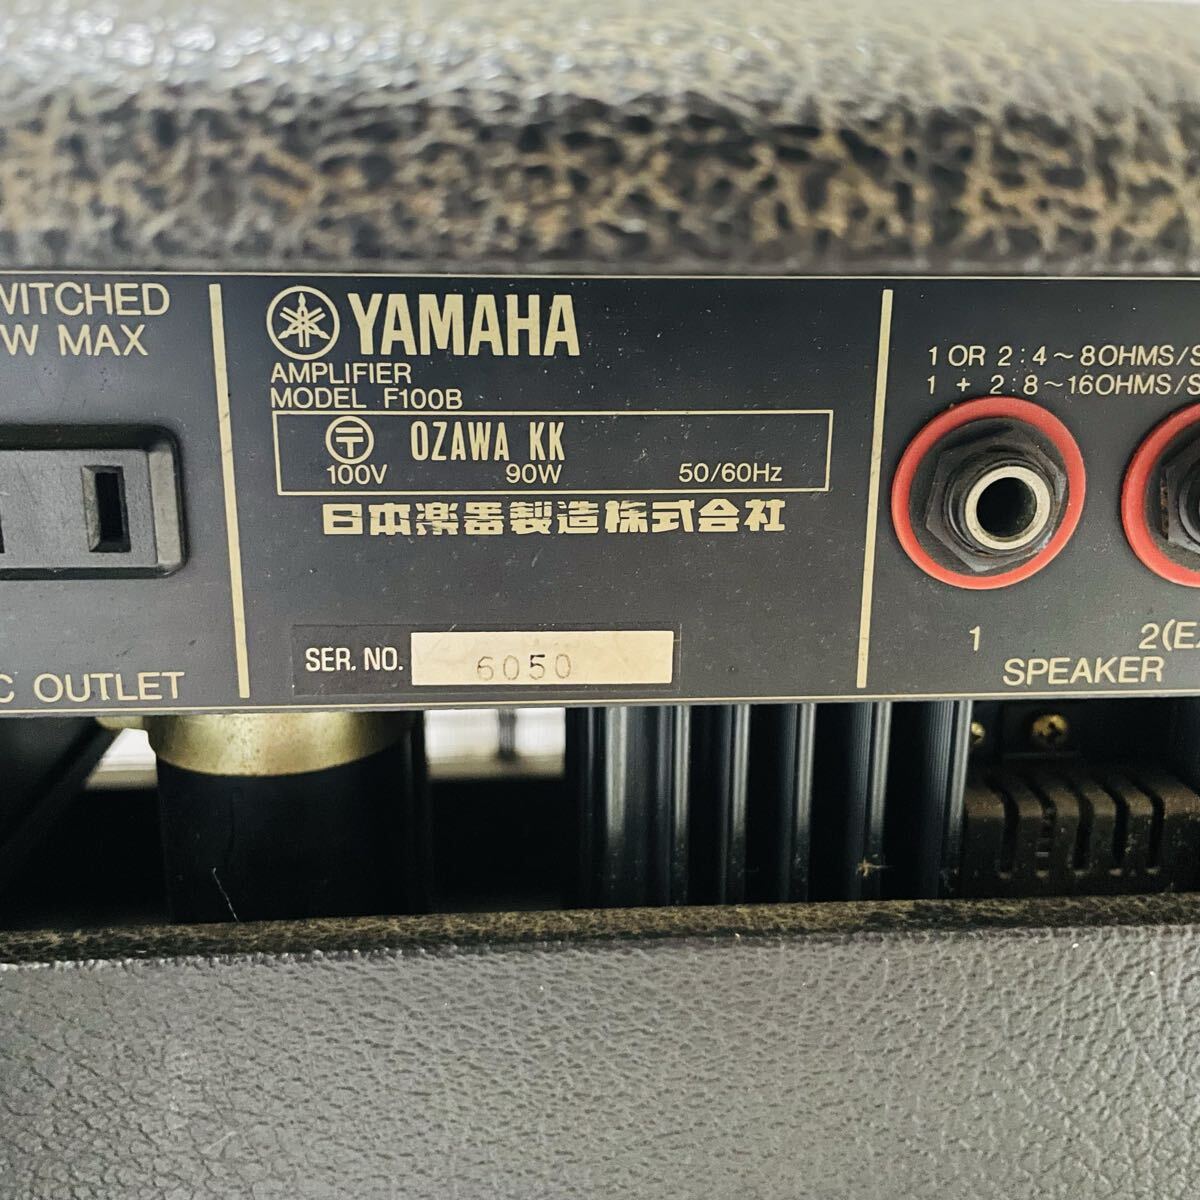 WITCHED
W MAX
C OUTLET
YAMAHA
AMPLIFIER
MODEL F100B
〒 OZAWA KK
100V 90W 50/60Hz
日本楽器製造株式会社
SER. NO. 6050
1 OR 2:4~8OHMS/S
1 + 2:8~16OHMS/S
1 2(E
SPEAKER